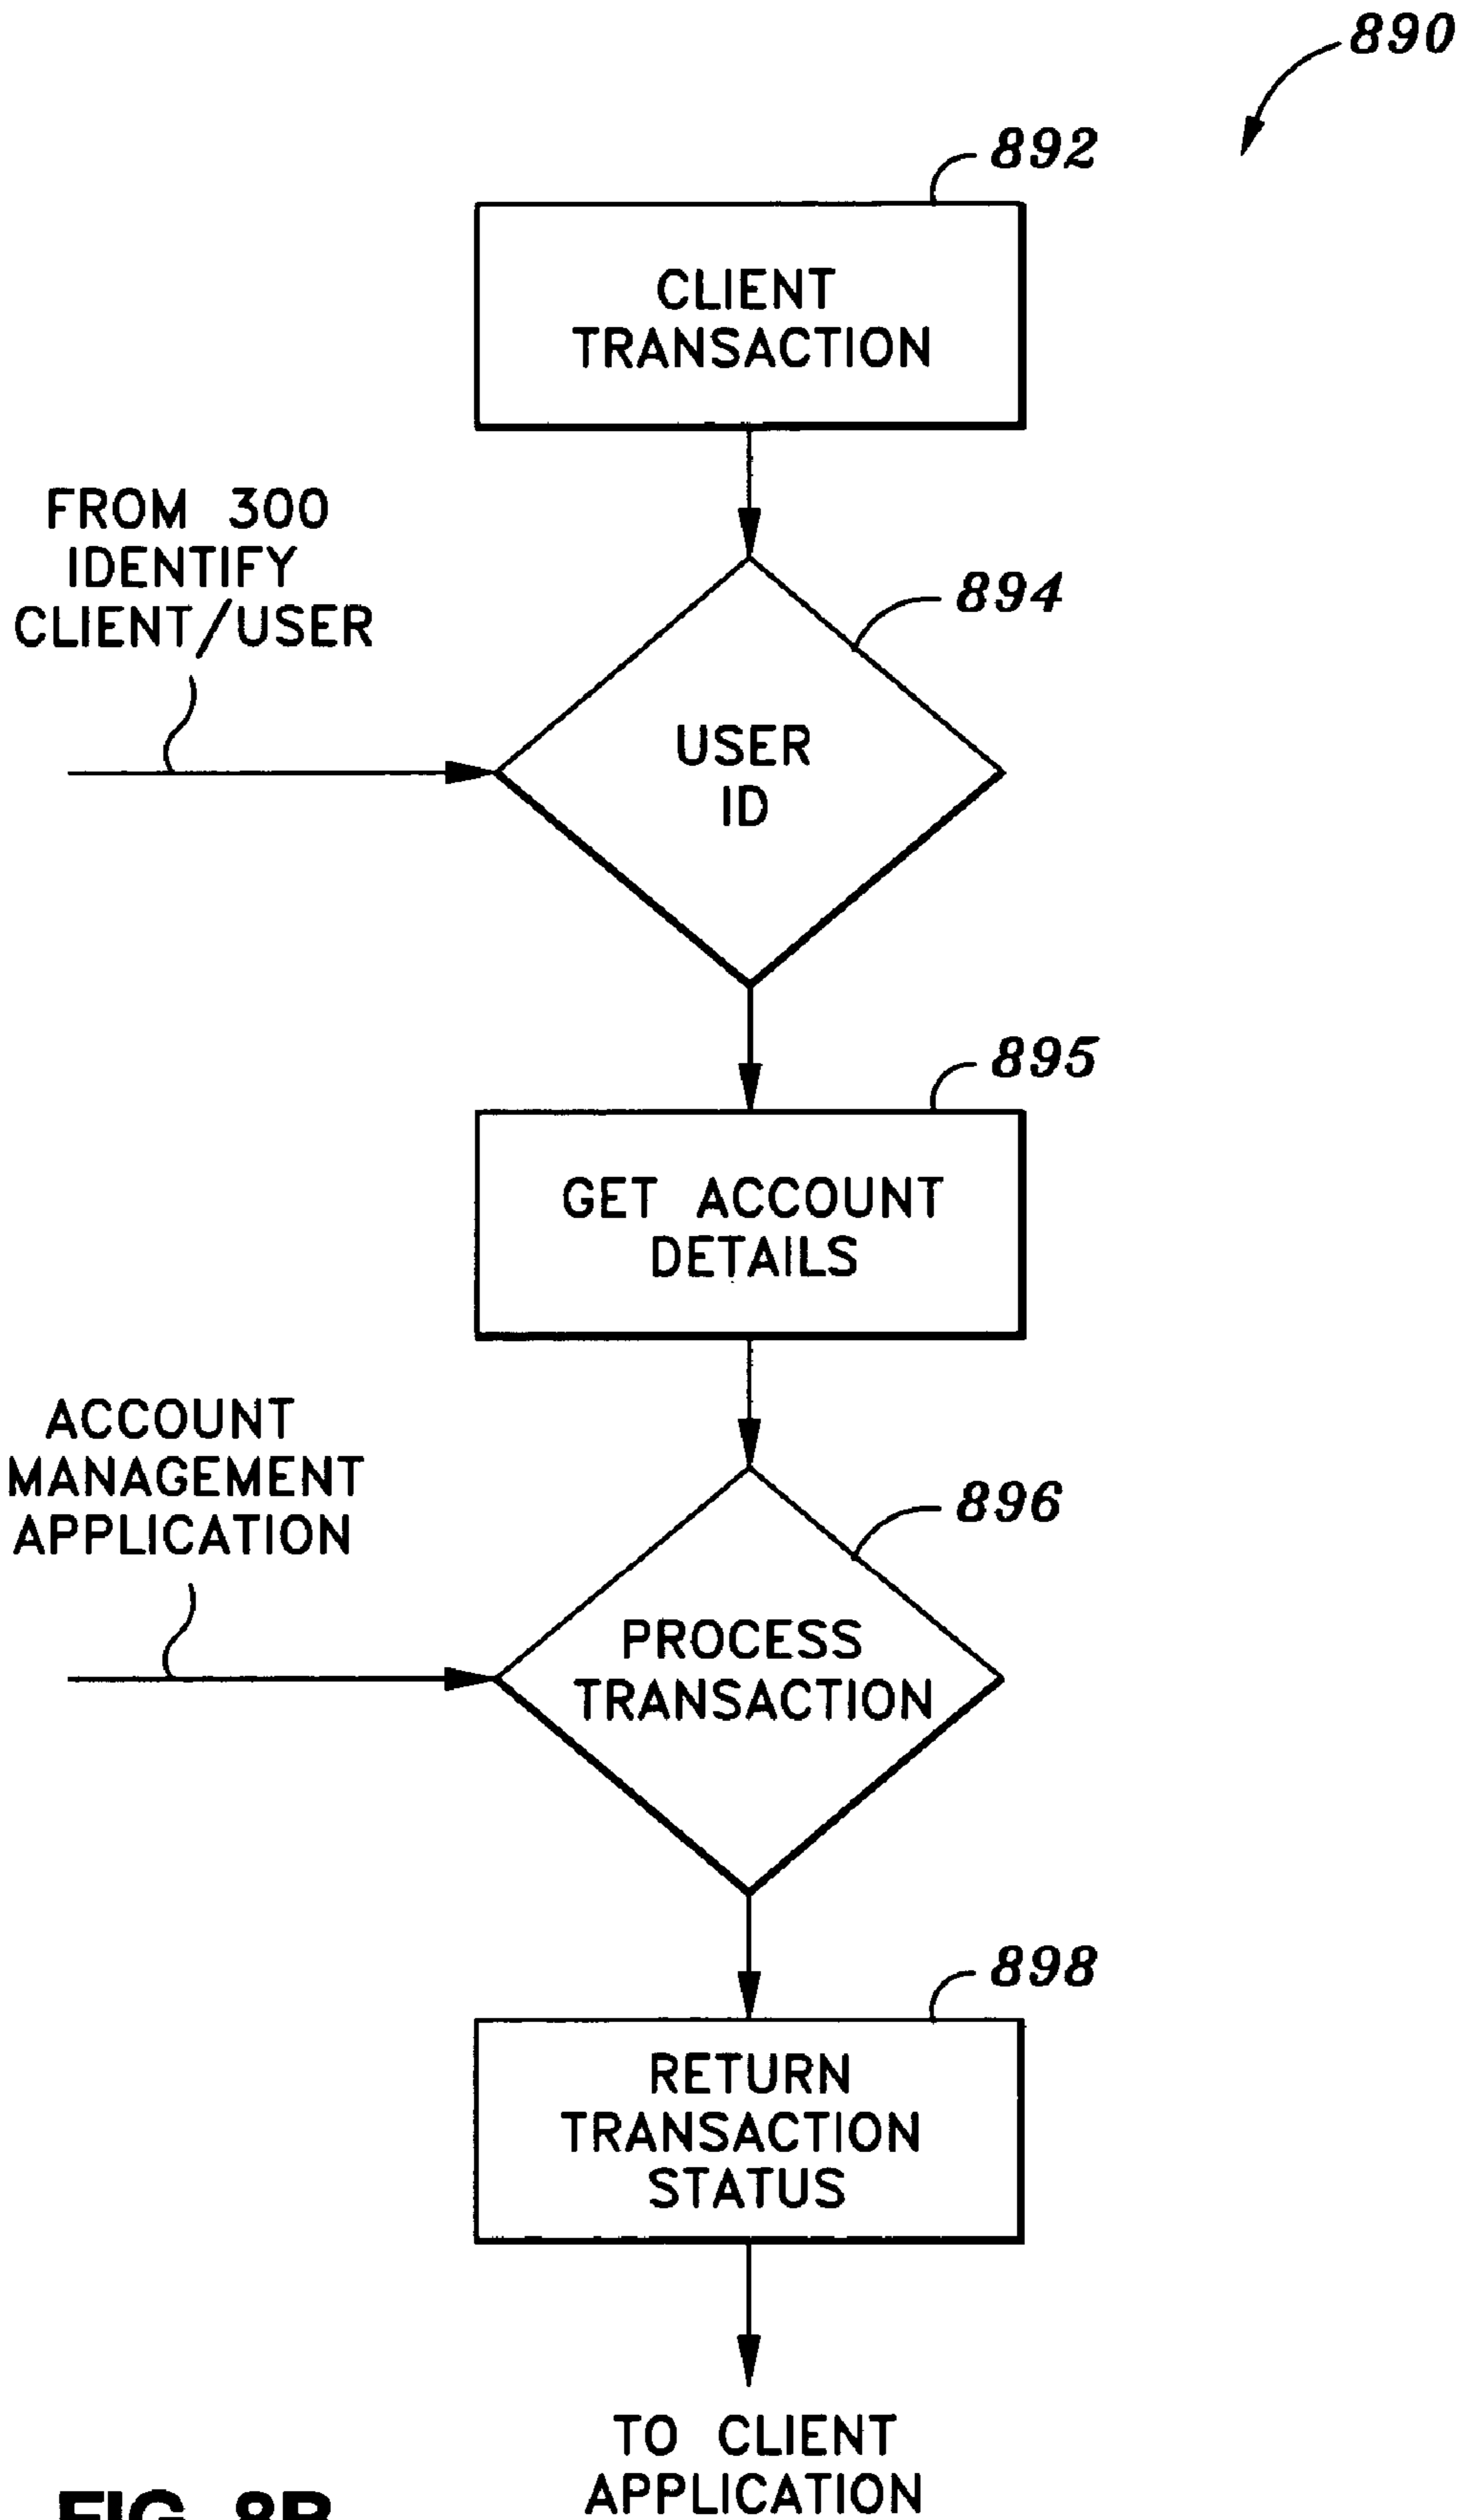 890
892
CLIENT
TRANSACTION
FROM 300
IDENTIFY
CLIENT/USER
894
USER
ID
895
GET ACCOUNT
DETAILS
ACCOUNT
MANAGEMENT
APPLICATION
896
PROCESS
TRANSACTION
898
RETURN
TRANSACTION
STATUS
TO CLIENT
APPLICATION